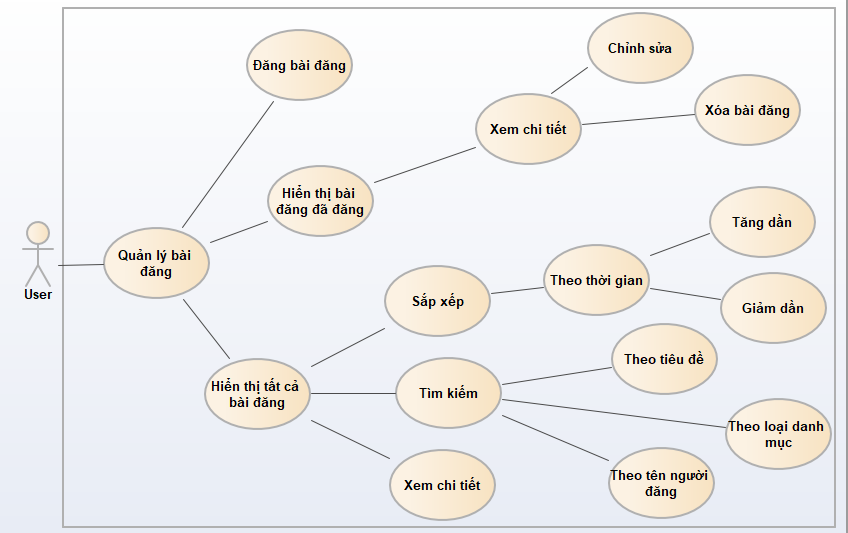 Đăng bài đăng
Chỉnh sửa
Xem chi tiết
Xóa bài đăng
Hiển thị bài
đăng đã đăng
User
Quản lý bài
đăng
Tăng dần
Sắp xếp
Theo thời gian
Giảm dần
Hiển thị tất cả
bài đăng
Tìm kiếm
Theo tiêu đề
Theo loại danh
mục
Theo tên người
đăng
Xem chi tiết